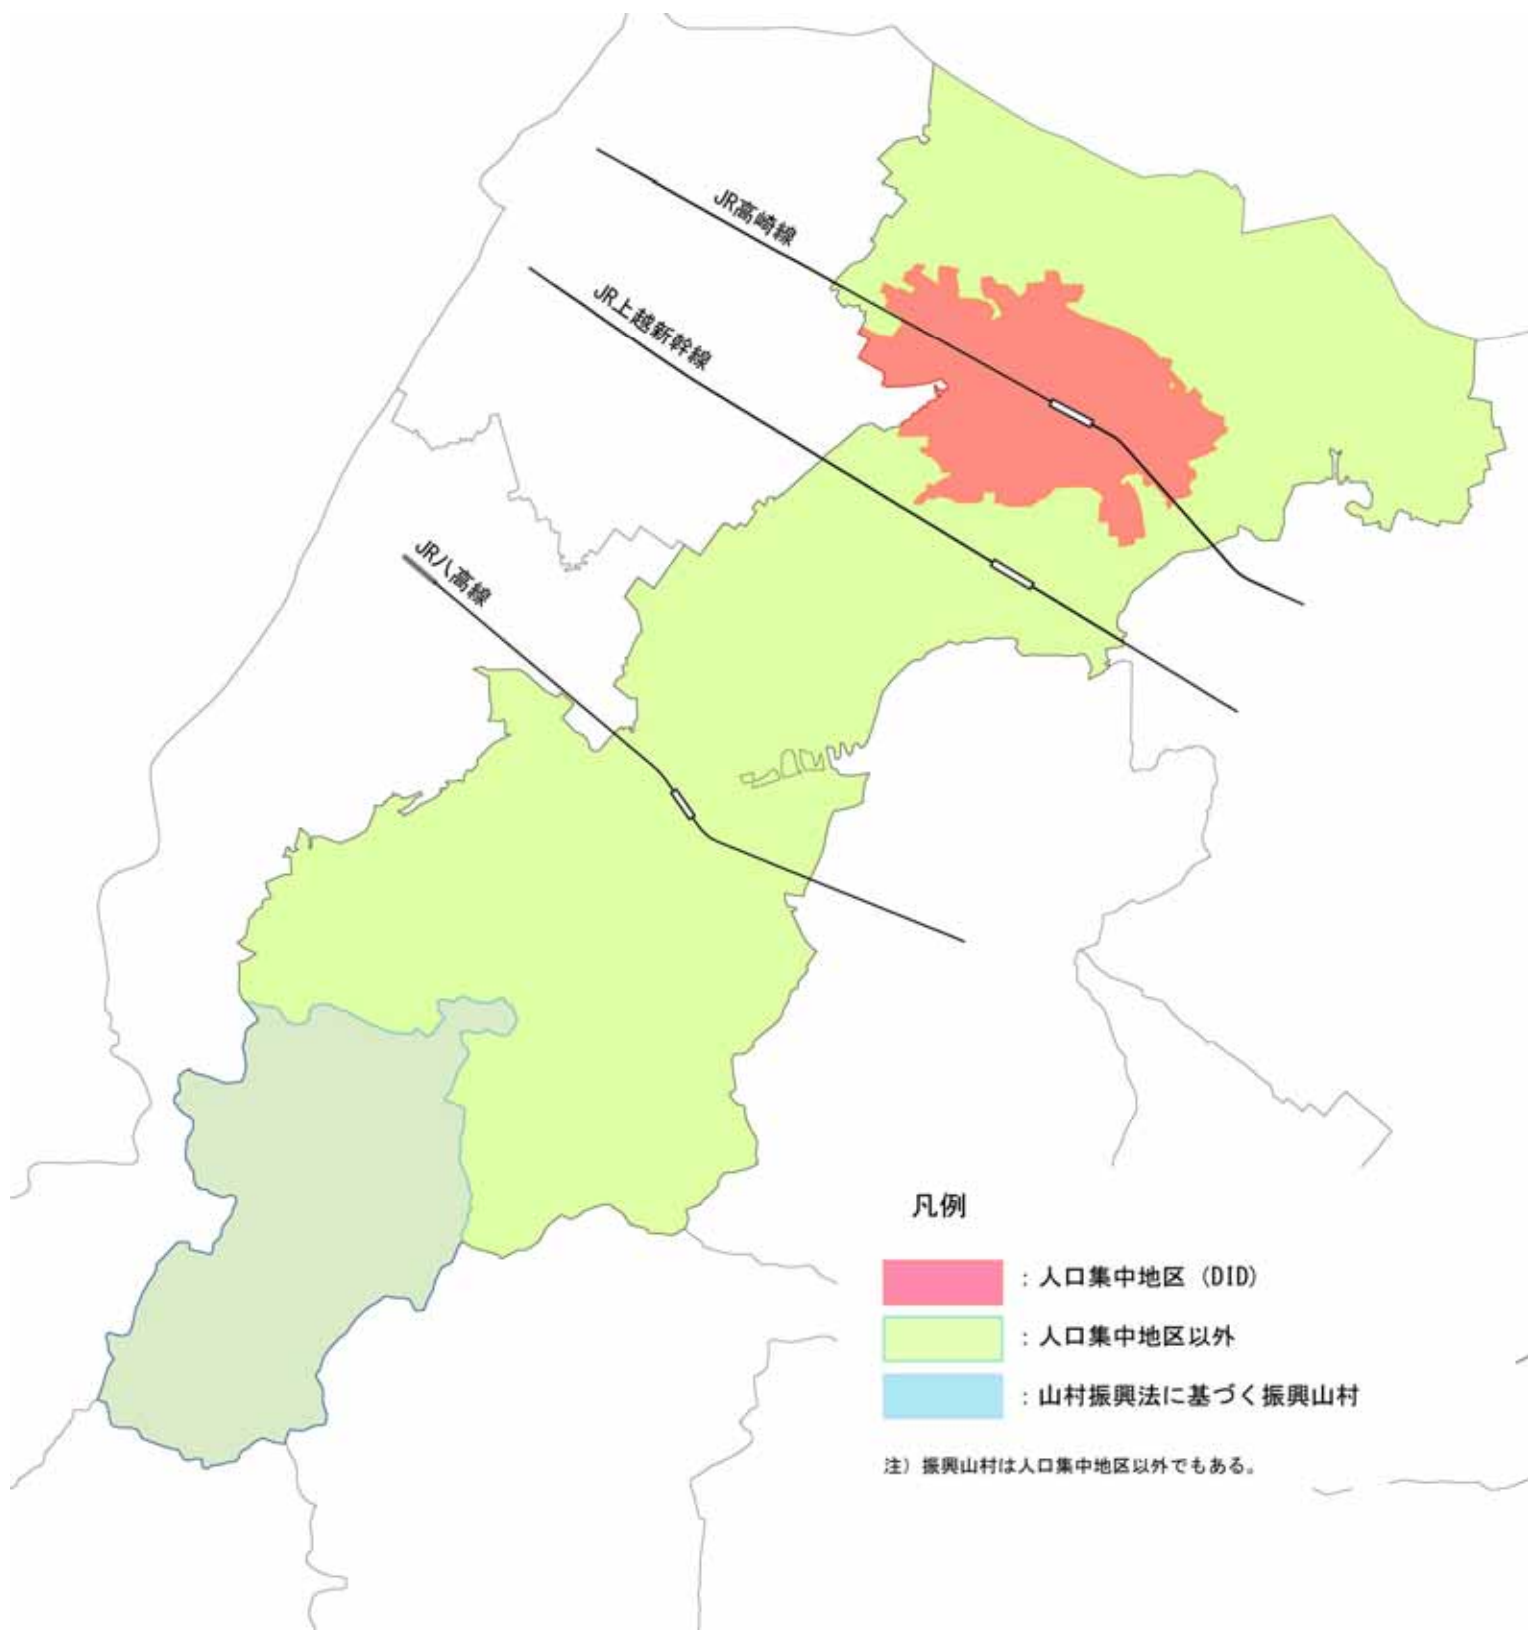 JR高崎線
JR上越新幹線
JR八高線
凡例
：人口集中地区（DID）
：人口集中地区以外
：山村振興法に基づく振興山村
注）振興山村は人口集中地区以外でもある。